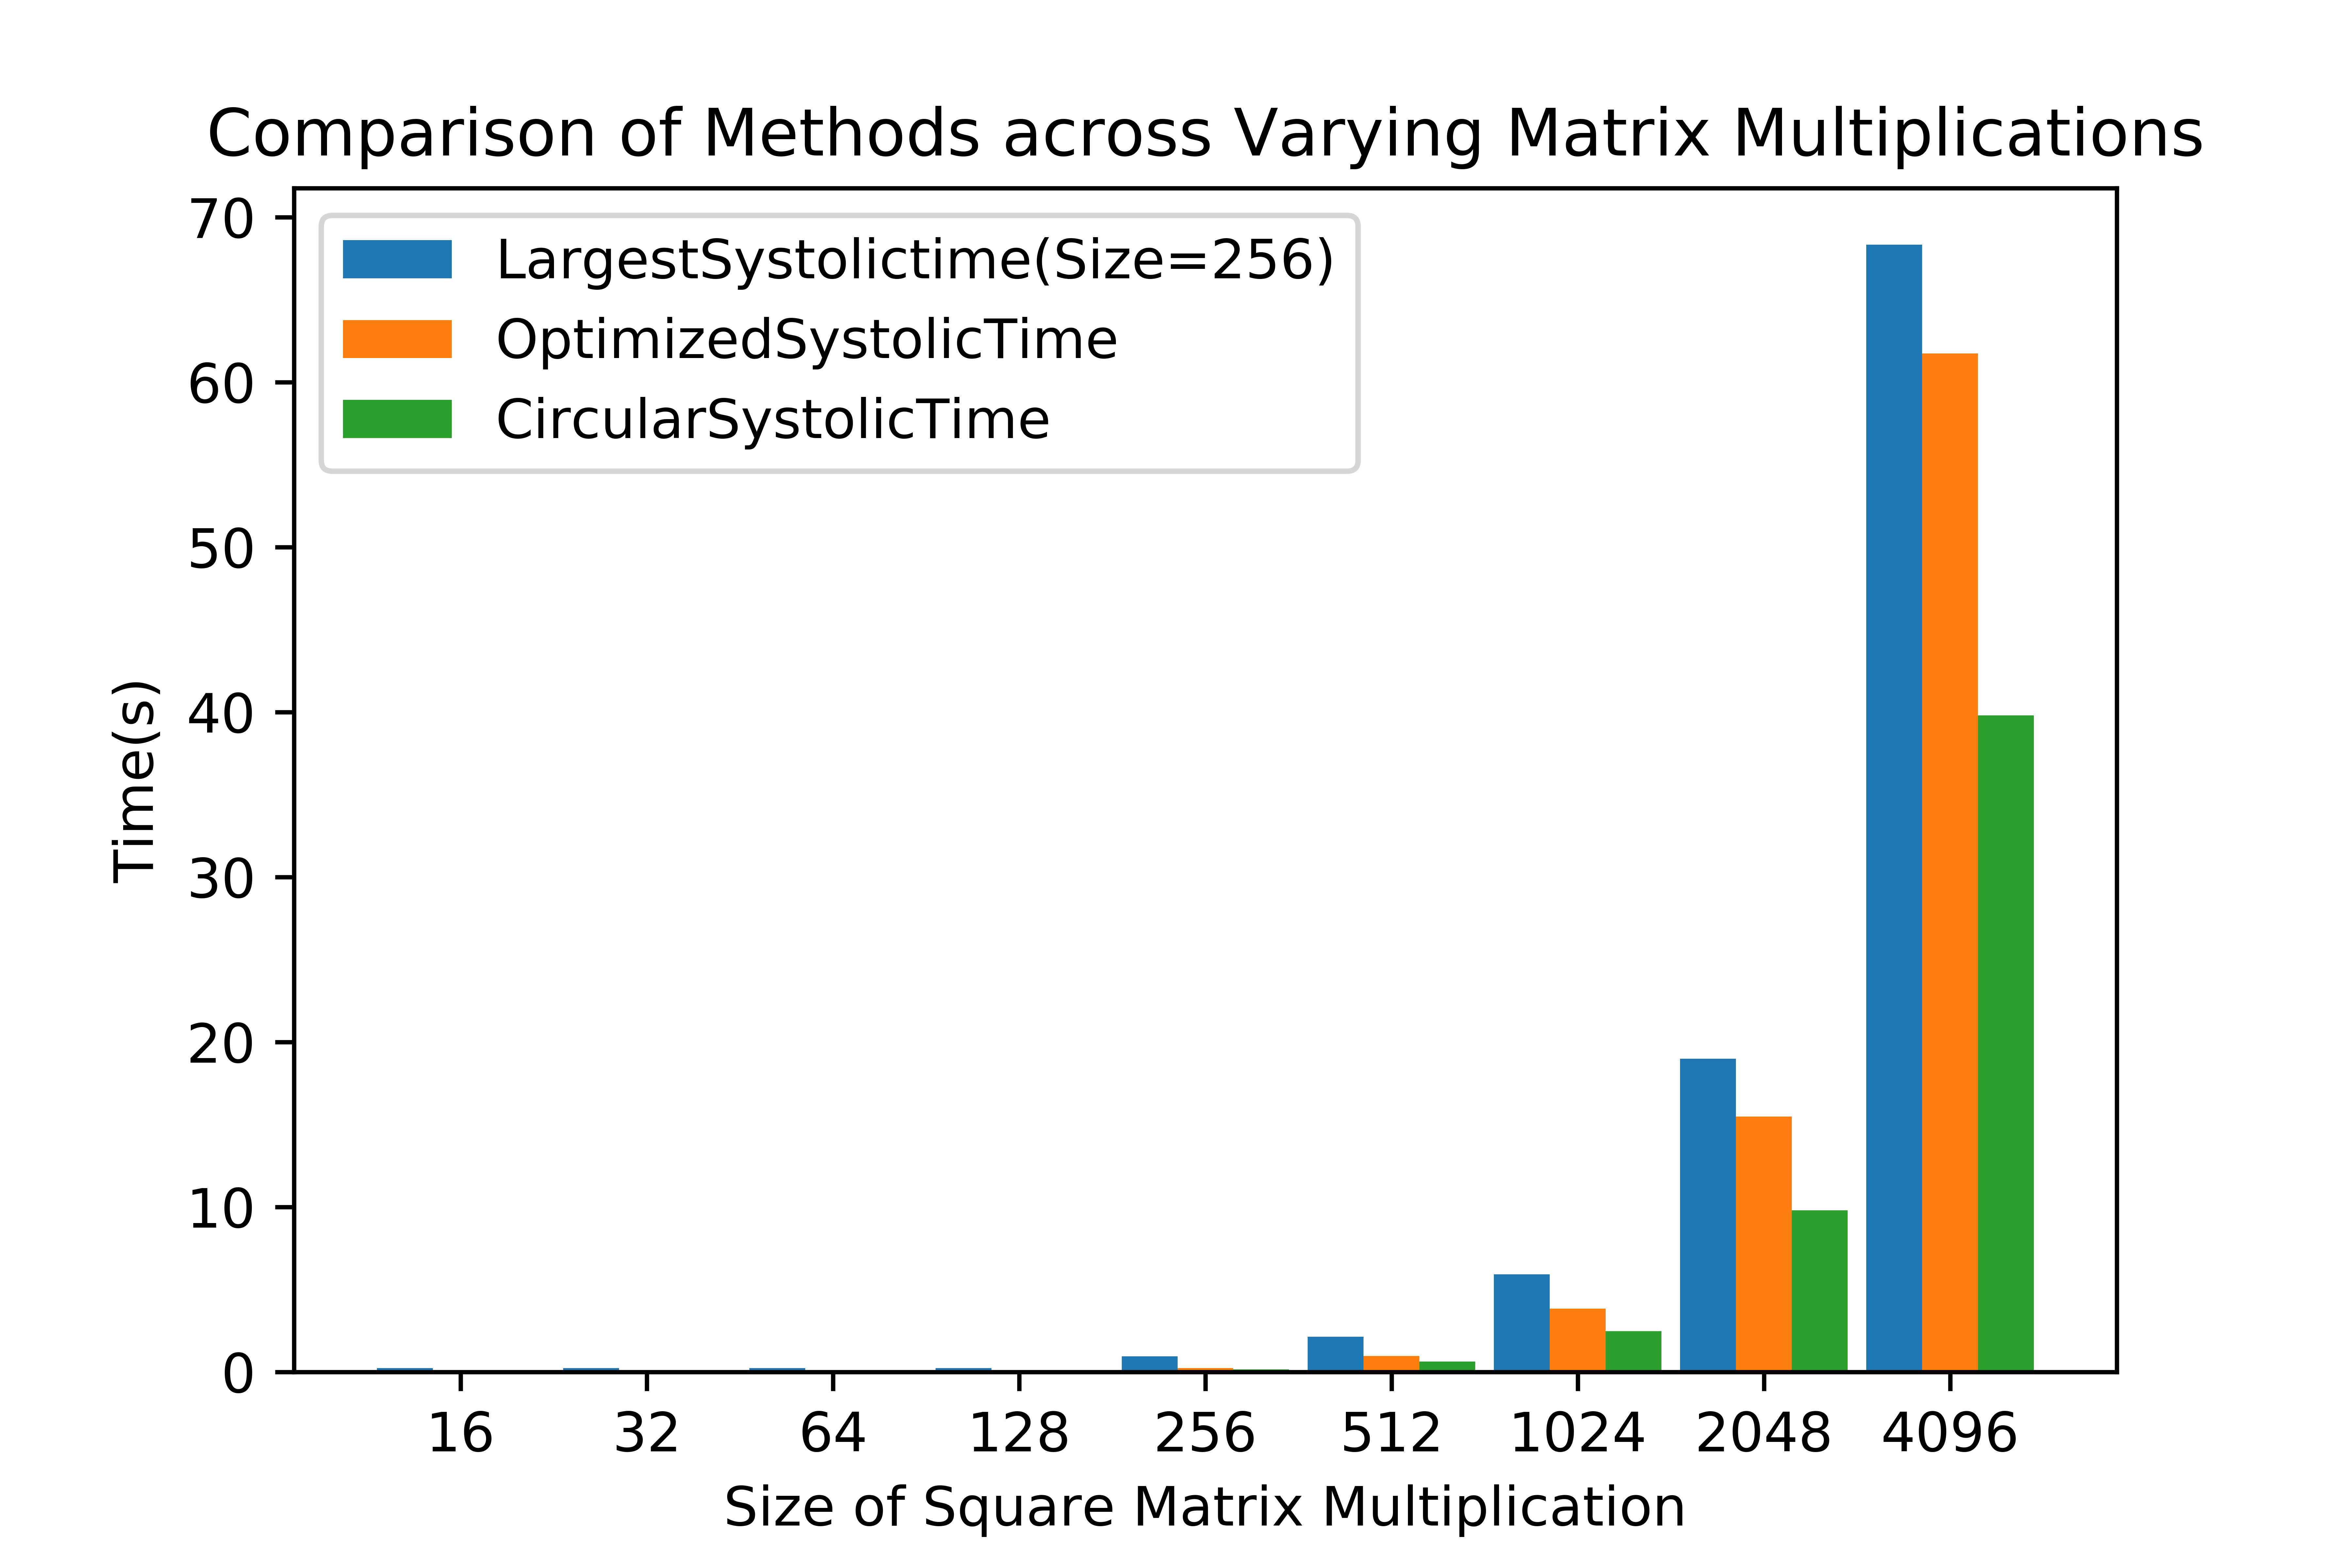 Comparison of Methods across Varying Matrix Multiplications
70
60
50
40
30
20
10
0
LargestSystolictime(Size=256)
OptimizedSystolicTime
CircularSystolicTime
Time(s)
16 32 64 128 256 512 1024 2048 4096
Size of Square Matrix Multiplication